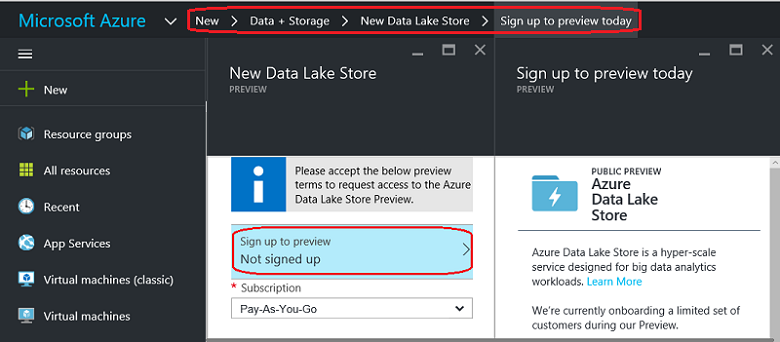 Microsoft Azure New Data + Storage New Data Lake Store Sign up to preview today
New
Resource groups
All resources
Recent
App Services
Virtual machines (classic)
Virtual machines
New Data Lake Store
PREVIEW
Please accept the below preview
terms to request access to the Azure
Data Lake Store Preview.
Sign up to preview
Not signed up
* Subscription
Pay-As-You-Go
Sign up to preview today
PREVIEW
PUBLIC PREVIEW
Azure
Data Lake
Store
Azure Data Lake Store is a hyper-scale
service designed for big data analytics
workloads. Learn More
We're currently onboarding a limited set of
customers during our Preview.